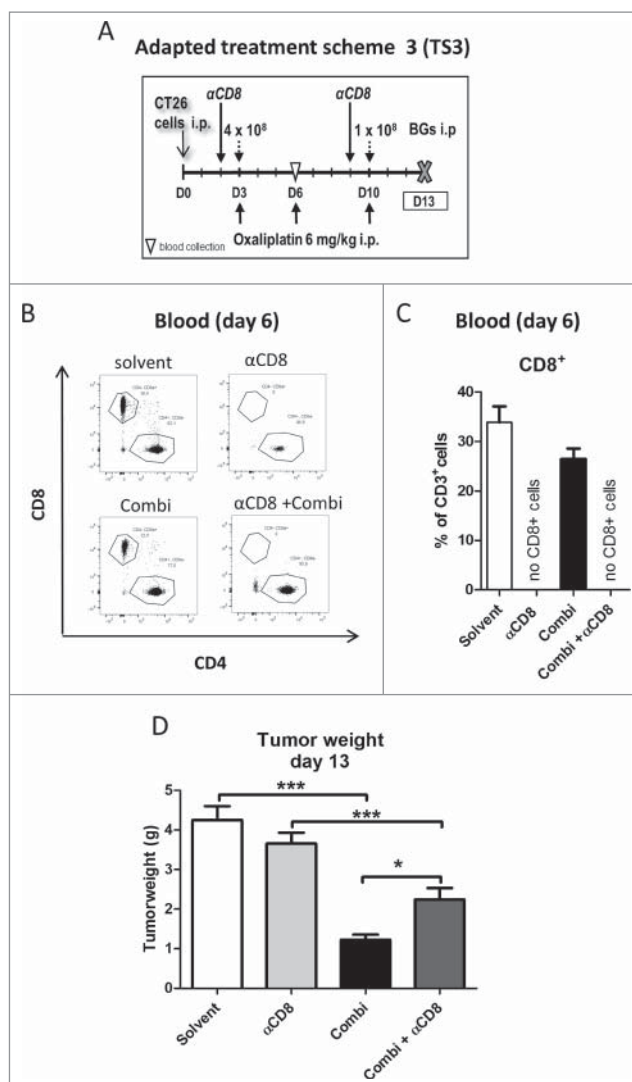 A
Adapted treatment scheme 3 (TS3)
αCD8 αCD8
CT26
cells i.p.
4 x 10⁸ 1 x 10⁸ BGs i.p
D0 D3 D6 D10 D13
Oxaliplatin 6 mg/kg i.p.
blood collection
B Blood (day 6)
solvent αCD8
Combi αCD8 +Combi
CD8
CD4
C Blood (day 6)
CD8⁺
% of CD3⁺cells
40
30
20
10
0
no CD8+ cells
no CD8+ cells
Solvent
αCD8
Combi
Combi +αCD8
D
Tumor weight
day 13
Tumorweight (g)
5
4
3
2
1
0
***
***
*
Solvent
αCD8
Combi
Combi + αCD8